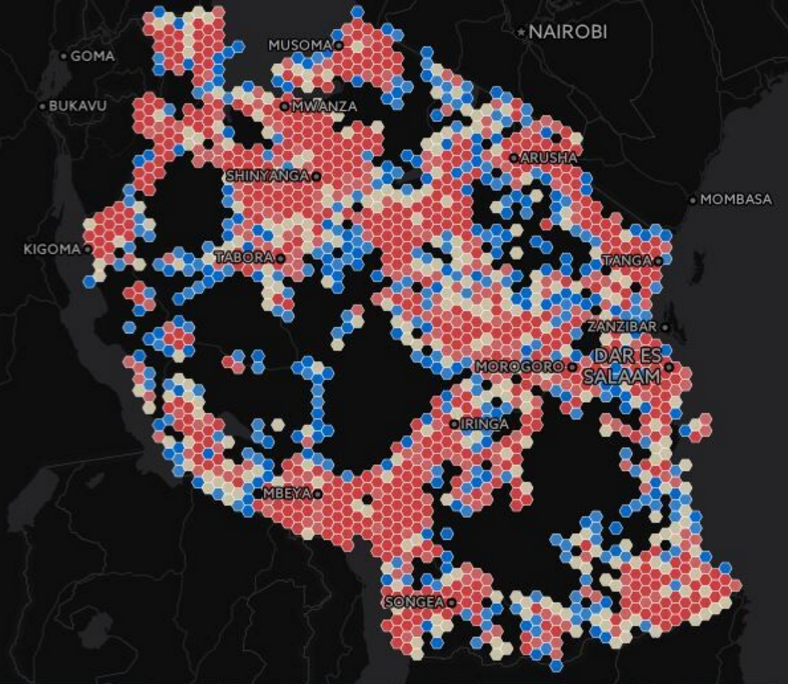 NAIROBI
MUSOMA
GOMA
BUKAVU
MWANZA
ARUSHA
SHINYANGA
MOMBASA
KIGOMA
TABORA
TANGA
ZANZIBAR
DAR ES
SALAAM
MOROGORO
IRINGA
MBEYA
SONGEA